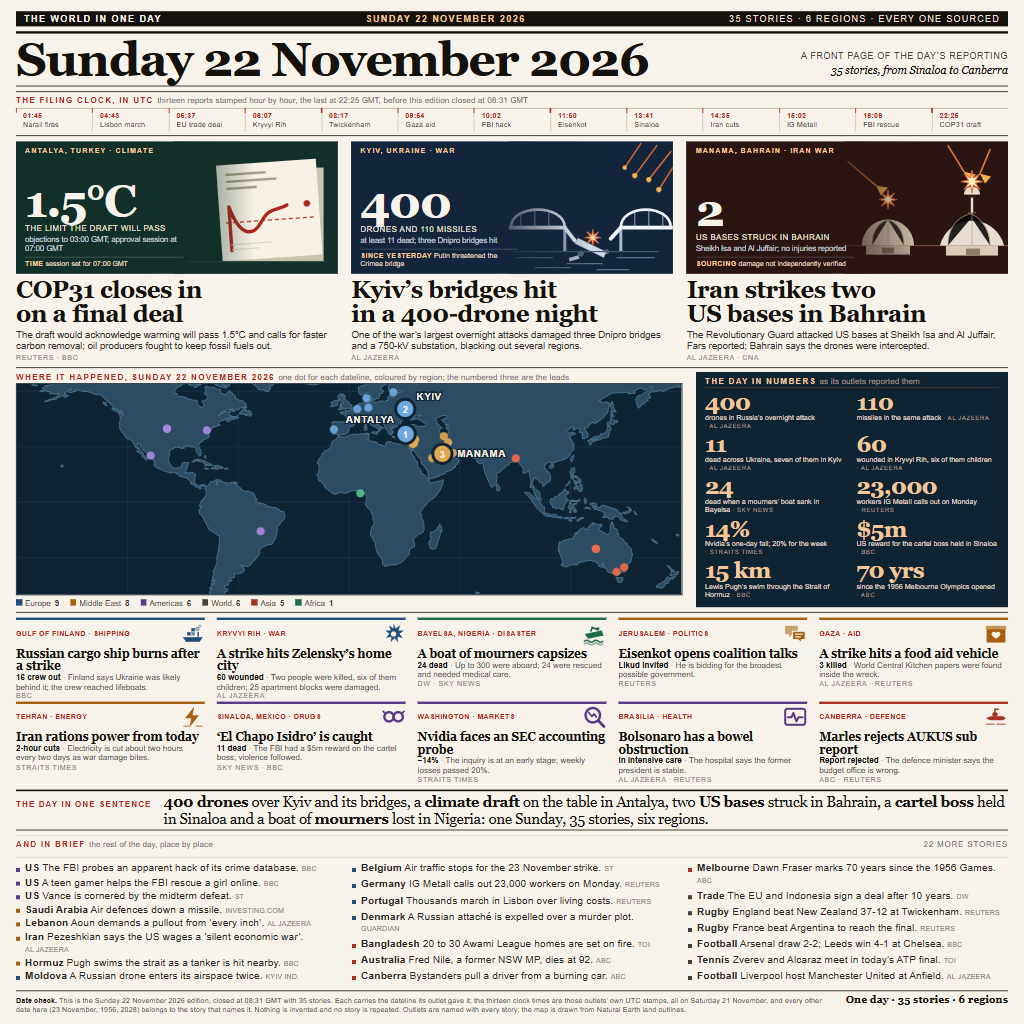 THE WORLD IN ONE DAY
SUNDAY 22 NOVEMBER 2026
35 STORIES · 6 REGIONS · EVERY ONE SOURCED
Sunday 22 November 2026
A FRONT PAGE OF THE DAY'S REPORTING
35 stories, from Sinaloa to Canberra
THE FILING CLOCK, IN UTC thirteen reports stamped hour by hour, the last at 22:25 GMT, before this edition closed at 08:31 GMT
01:45
Narail fires
04:43
Lisbon march
05:37
EU trade deal
06:07
Kryvyi Rih
08:17
Twickenham
09:54
Gaza aid
10:02
FBI hack
11:50
Eisenkot
13:41
Sinaloa
14:35
Iran cuts
15:02
IG Metall
16:09
FBI rescue
22:25
COP31 draft
ANTALYA, TURKEY · CLIMATE
1.5°C
THE LIMIT THE DRAFT WILL PASS
objections to 03:00 GMT; approval session at
07:00 GMT
TIME session set for 07:00 GMT
COP31 closes in
on a final deal
The draft would acknowledge warming will pass 1.5°C and calls for faster
carbon removal; oil producers fought to keep fossil fuels out.
REUTERS · BBC
KYIV, UKRAINE · WAR
400
DRONES AND 110 MISSILES
at least 11 dead; three Dnipro bridges hit
SINCE YESTERDAY Putin threatened the
Crimea bridge
Kyiv's bridges hit
in a 400-drone night
One of the war's largest overnight attacks damaged three Dnipro bridges
and a 750-kV substation, blacking out several regions.
AL JAZEERA
MANAMA, BAHRAIN · IRAN WAR
2
US BASES STRUCK IN BAHRAIN
Sheikh Isa and Al Juffair; no injuries reported
SOURCING damage not independently verified
Iran strikes two
US bases in Bahrain
The Revolutionary Guard attacked US bases at Sheikh Isa and Al Juffair,
Fars reported; Bahrain says the drones were intercepted.
AL JAZEERA · CNA
WHERE IT HAPPENED, SUNDAY 22 NOVEMBER 2026 one dot for each dateline, coloured by region; the numbered three are the leads
KYIV
2
ANTALYA
1
3
MANAMA
Europe 9
Middle East 8
Americas 6
World 6
Asia 5
Africa 1
THE DAY IN NUMBERS as its outlets reported them
400
drones in Russia's overnight attack
· AL JAZEERA
110
missiles in the same attack · AL JAZEERA
11
dead across Ukraine, seven of them in Kyiv
· AL JAZEERA
60
wounded in Kryvyi Rih, six of them children
· AL JAZEERA
24
dead when a mourners' boat sank in
Bayelsa · SKY NEWS
23,000
workers IG Metall calls out on Monday
· REUTERS
14%
Nvidia's one-day fall; 20% for the week
· STRAITS TIMES
$5m
US reward for the cartel boss held in Sinaloa
· BBC
15 km
Lewis Pugh's swim through the Strait of
Hormuz · BBC
70 yrs
since the 1956 Melbourne Olympics opened
· ABC
GULF OF FINLAND · SHIPPING
Russian cargo ship burns after
a strike
16 crew out · Finland says Ukraine was likely
behind it; the crew reached lifeboats.
BBC
KRYVYI RIH · WAR
A strike hits Zelensky's home
city
60 wounded · Two people were killed, six of them
children; 25 apartment blocks were damaged.
AL JAZEERA
BAYELSA, NIGERIA · DISASTER
A boat of mourners capsizes
24 dead · Up to 300 were aboard; 24 were rescued
and needed medical care.
DW · SKY NEWS
JERUSALEM · POLITICS
Eisenkot opens coalition talks
Likud invited · He is bidding for the broadest
possible government.
REUTERS
GAZA · AID
A strike hits a food aid vehicle
3 killed · World Central Kitchen papers were found
inside the wreck.
AL JAZEERA · REUTERS
TEHRAN · ENERGY
Iran rations power from today
2-hour cuts · Electricity is cut about two hours
every two days as war damage bites.
STRAITS TIMES
SINALOA, MEXICO · DRUGS
'El Chapo Isidro' is caught
11 dead · The FBI had a $5m reward on the cartel
boss; violence followed.
SKY NEWS · BBC
WASHINGTON · MARKETS
Nvidia faces an SEC accounting
probe
−14% · The inquiry is at an early stage; weekly
losses passed 20%.
STRAITS TIMES
BRASILIA · HEALTH
Bolsonaro has a bowel
obstruction
In intensive care · The hospital says the former
president is stable.
AL JAZEERA · REUTERS
CANBERRA · DEFENCE
Marles rejects AUKUS sub
report
Report rejected · The defence minister says the
budget office is wrong.
ABC · REUTERS
THE DAY IN ONE SENTENCE
400 drones over Kyiv and its bridges, a climate draft on the table in Antalya, two US bases struck in Bahrain, a cartel boss held
in Sinaloa and a boat of mourners lost in Nigeria: one Sunday, 35 stories, six regions.
AND IN BRIEF the rest of the day, place by place
22 MORE STORIES
US The FBI probes an apparent hack of its crime database. BBC
US A teen gamer helps the FBI rescue a girl online. BBC
US Vance is cornered by the midterm defeat. ST
Saudi Arabia Air defences down a missile. INVESTING.COM
Lebanon Aoun demands a pullout from 'every inch'. AL JAZEERA
Iran Pezeshkian says the US wages a 'silent economic war'.
AL JAZEERA
Hormuz Pugh swims the strait as a tanker is hit nearby. BBC
Moldova A Russian drone enters its airspace twice. KYIV IND.
Belgium Air traffic stops for the 23 November strike. ST
Germany IG Metall calls out 23,000 workers on Monday. REUTERS
Portugal Thousands march in Lisbon over living costs. REUTERS
Denmark A Russian attaché is expelled over a murder plot.
GUARDIAN
Bangladesh 20 to 30 Awami League homes are set on fire. TOI
Australia Fred Nile, a former NSW MP, dies at 92. ABC
Canberra Bystanders pull a driver from a burning car. ABC
Melbourne Dawn Fraser marks 70 years since the 1956 Games.
ABC
Trade The EU and Indonesia sign a deal after 10 years. DW
Rugby England beat New Zealand 37-12 at Twickenham. REUTERS
Rugby France beat Argentina to reach the final. REUTERS
Football Arsenal draw 2-2; Leeds win 4-1 at Chelsea. BBC
Tennis Zverev and Alcaraz meet in today's ATP final. TOI
Football Liverpool host Manchester United at Anfield. AL JAZEERA
Date check. This is the Sunday 22 November 2026 edition, closed at 08:31 GMT with 35 stories. Each carries the dateline its outlet gave it; the thirteen clock times are those outlets' own UTC stamps, all on Saturday 21 November, and every other
date here (23 November, 1956, 2028) belongs to the story that names it. Nothing is invented and no story is repeated. Outlets are named with every story; the map is drawn from Natural Earth land outlines.
One day · 35 stories · 6 regions